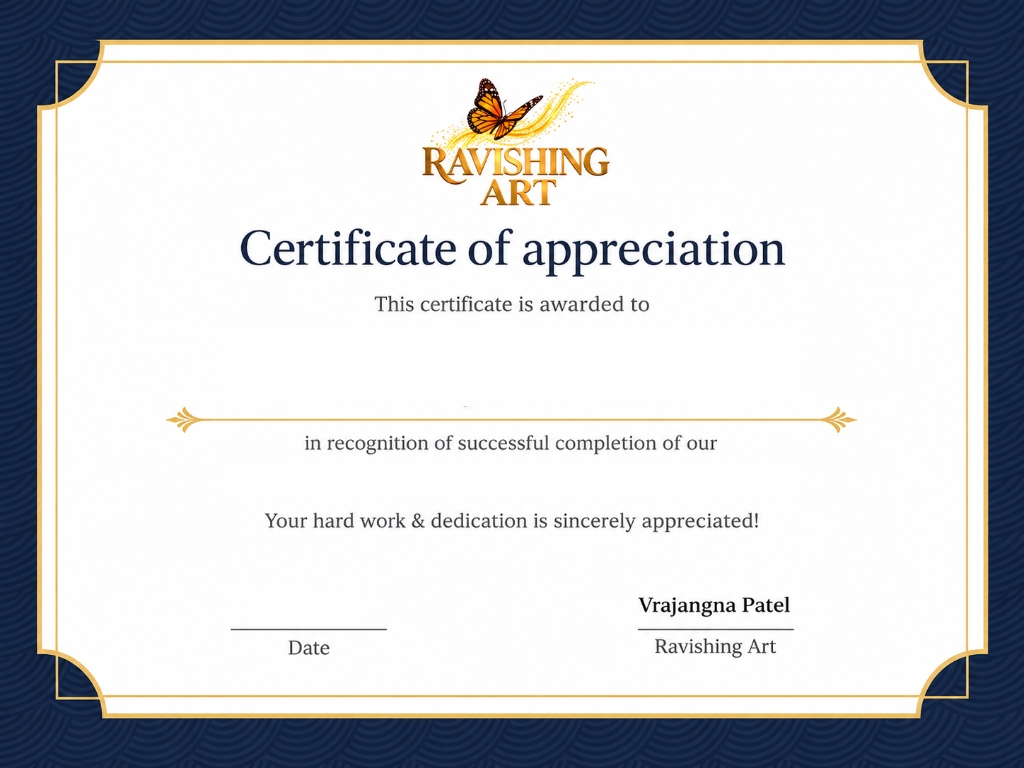 RAVISHING
ART
Certificate of appreciation
This certificate is awarded to
in recognition of successful completion of our
Your hard work & dedication is sincerely appreciated!
Vrajangna Patel
Date
Ravishing Art